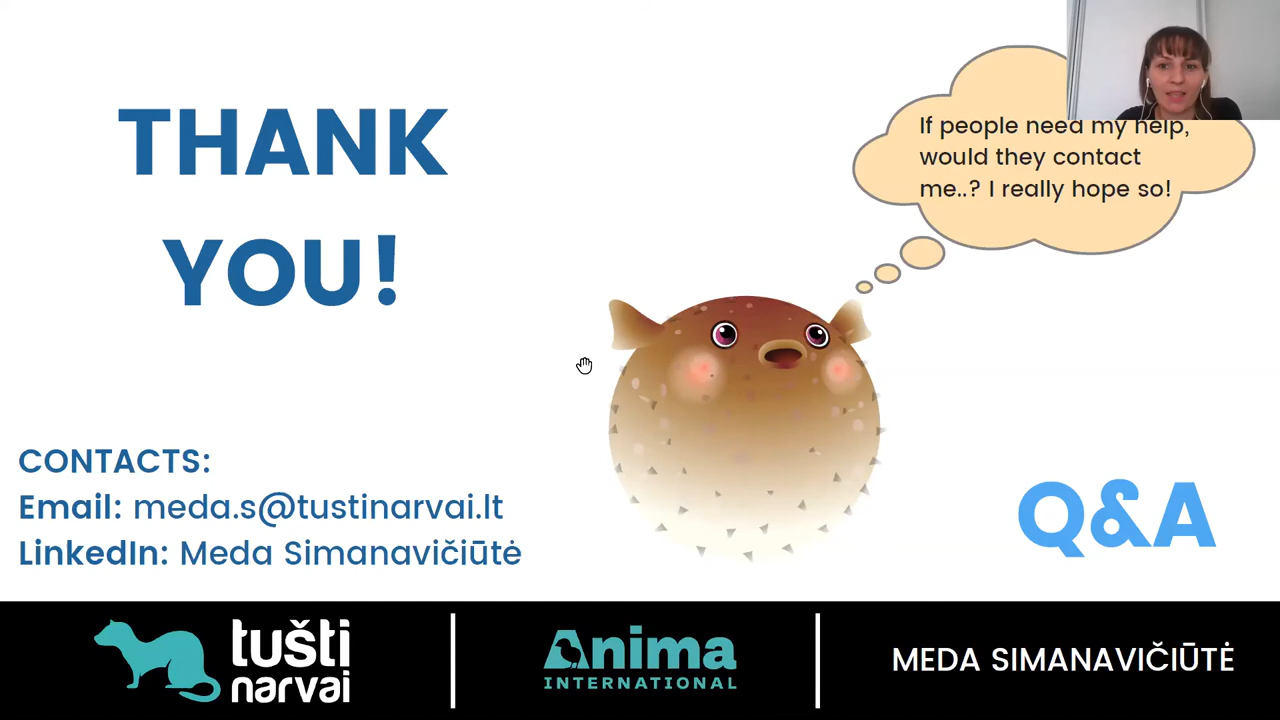 THANK
YOU!
If people need my help,
would they contact
me..? I really hope so!
CONTACTS:
Email: meda.s@tustinarvai.lt
LinkedIn: Meda Simanavičiūtė
Q&A
tušti
narvai
Anima
INTERNATIONAL
MEDA SIMANAVIČIŪTĖ